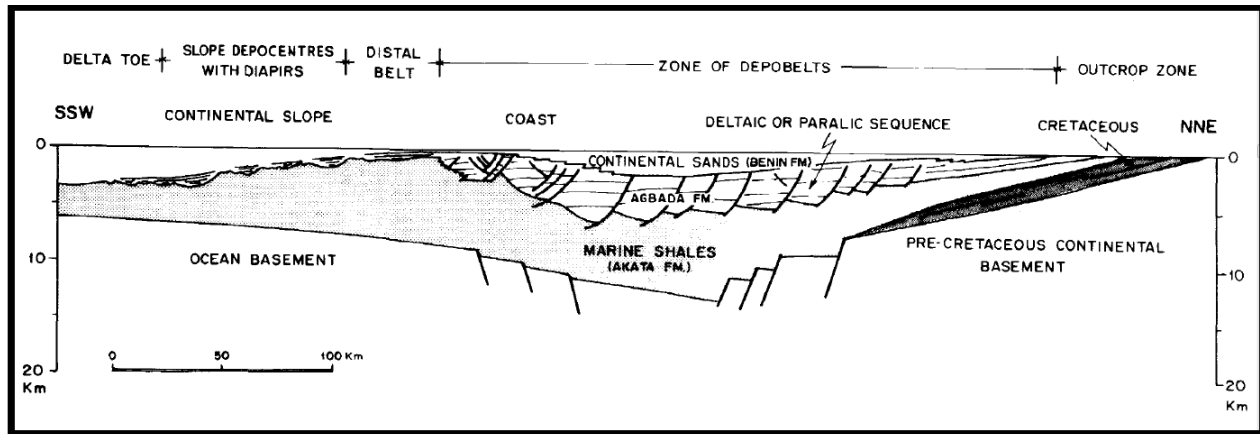 DELTA TOE
SLOPE DEPOCENTRES
WITH DIAPIRS
DISTAL
BELT
ZONE OF DEPOBELTS
OUTCROP ZONE
SSW
CONTINENTAL SLOPE
COAST
DELTAIC OR PARALIC SEQUENCE
CRETACEOUS
NNE
0
0
CONTINENTAL SANDS (BENIN FM)
AGBADA FM.
MARINE SHALES
(AKATA FM.)
OCEAN BASEMENT
PRE-CRETACEOUS CONTINENTAL
BASEMENT
10
10
0
50
100 Km
20
Km
20
Km